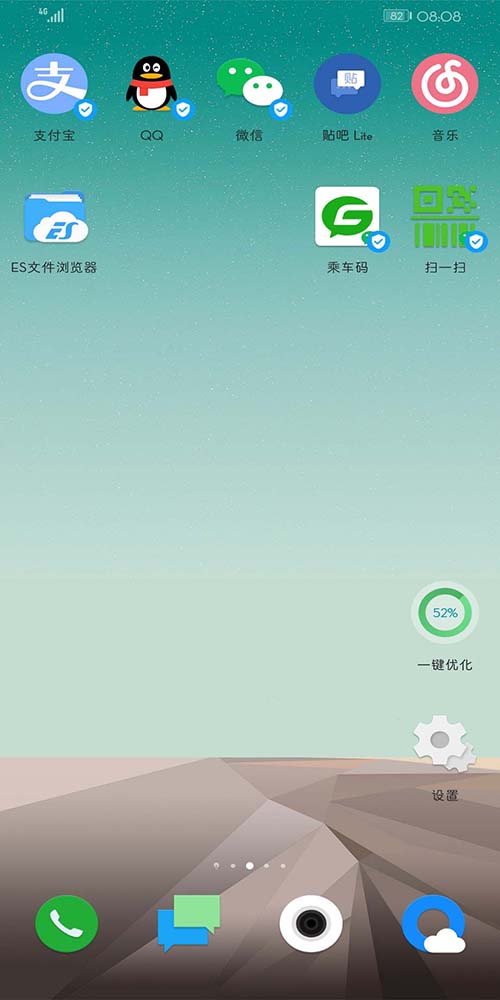 4G 82 08:08
支 贴
支付宝 QQ 微信 贴吧 Lite 音乐
ES G
ES文件浏览器 乘车码 扫一扫
52%
一键优化
设置